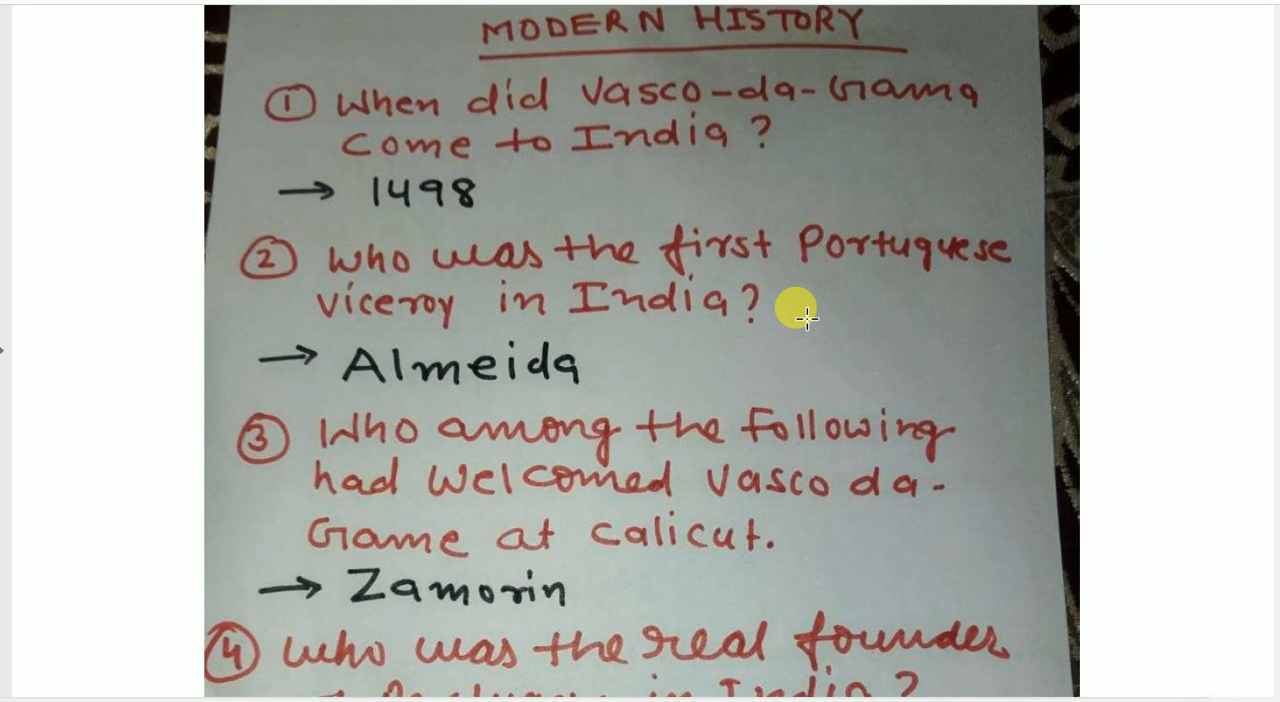 MODERN HISTORY
① When did Vasco-da-Gama
come to India?
→ 1498
② Who was the first Portuguese
viceroy in India?
→ Almeida
③ Who among the following
had welcomed Vasco da-
Game at calicut.
→ Zamorin
④ Who was the real founder
in India?